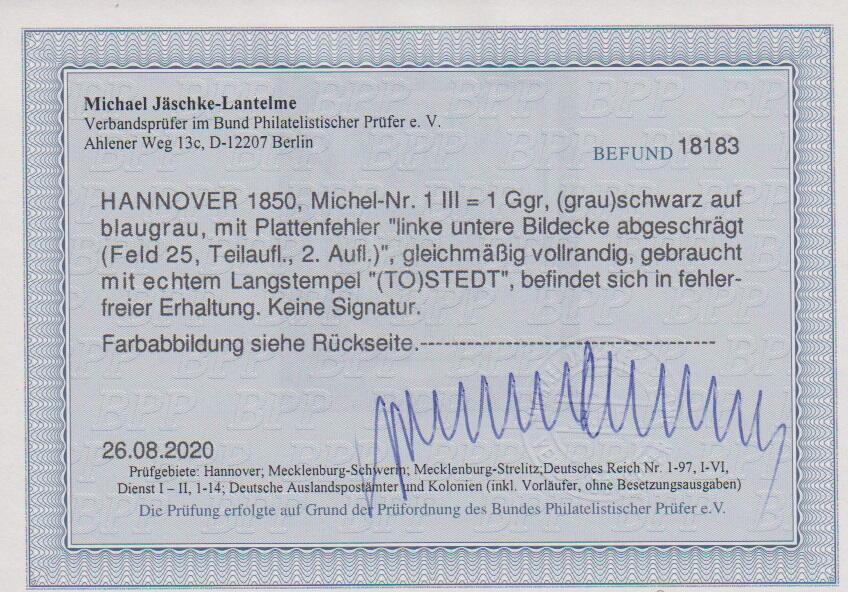 Michael Jäschke-Lantelme
Verbandsprüfer im Bund Philatelistischer Prüfer e. V.
Ahlener Weg 13c, D-12207 Berlin
BEFUND 18183
HANNOVER 1850, Michel-Nr. 1 III = 1 Ggr, (grau)schwarz auf
blaugrau, mit Plattenfehler "linke untere Bildecke abgeschrägt
(Feld 25, Teilaufl., 2. Aufl.)", gleichmäßig vollrandig, gebraucht
mit echtem Langstempel "(TO)STEDT", befindet sich in fehler-
freier Erhaltung. Keine Signatur.
Farbabbildung siehe Rückseite.--------------------------------------
26.08.2020
Prüfgebiete: Hannover; Mecklenburg-Schwerin; Mecklenburg-Strelitz;Deutsches Reich Nr. 1-97, I-VI,
Dienst I – II, 1-14; Deutsche Auslandspostämter und Kolonien (inkl. Vorläufer, ohne Besetzungsausgaben)
Die Prüfung erfolgte auf Grund der Prüfordnung des Bundes Philatelistischer Prüfer e.V.